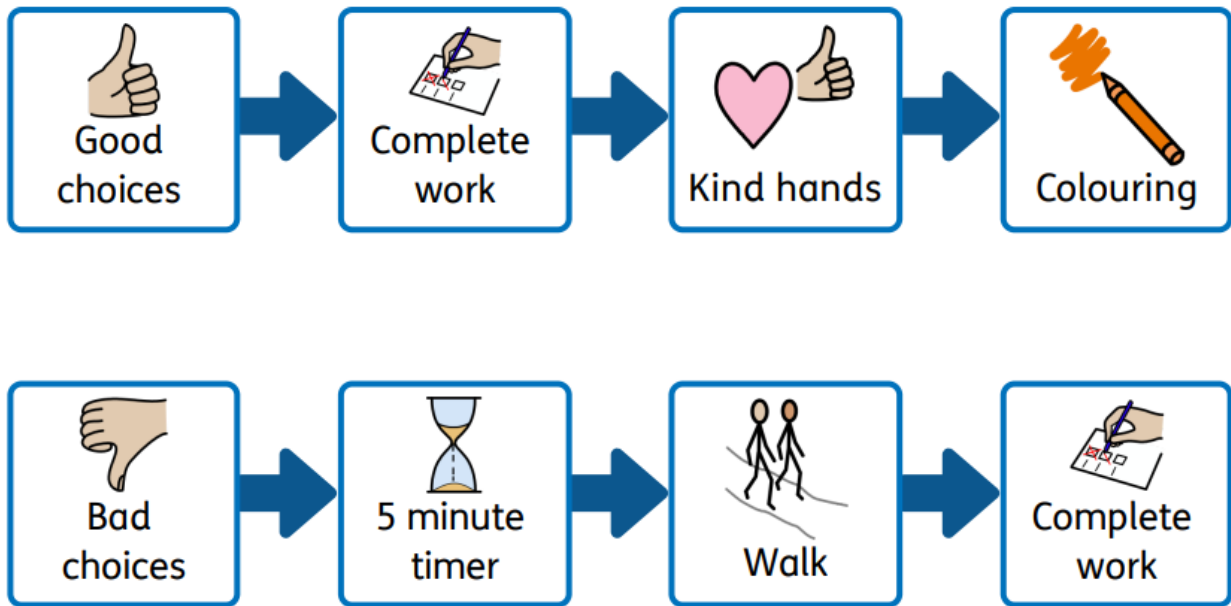 Good
choices
Complete
work
Kind hands
Colouring
Bad
choices
5 minute
timer
Walk
Complete
work